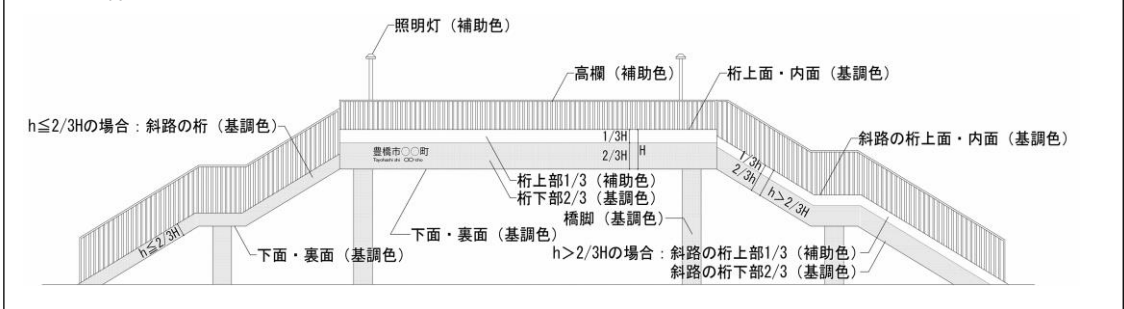 照明灯（補助色）
高欄（補助色）
桁上面・内面（基調色）
h≦2/3Hの場合：斜路の桁（基調色）
斜路の桁上面・内面（基調色）
1/3H
2/3H
H
豊橋市○○町
Toyohashi shi ○○ cho
1/3h
2/3h
h＞2/3H
桁上部1/3（補助色）
桁下部2/3（基調色）
橋脚（基調色）
下面・裏面（基調色）
h≦2/3H
下面・裏面（基調色）
h＞2/3Hの場合：斜路の桁上部1/3（補助色）
斜路の桁下部2/3（基調色）